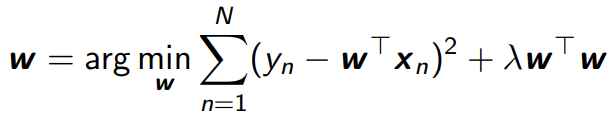 w = arg min_w ∑_{n=1}^{N} (y_n − w^⊤ x_n)^2 + λ w^⊤ w